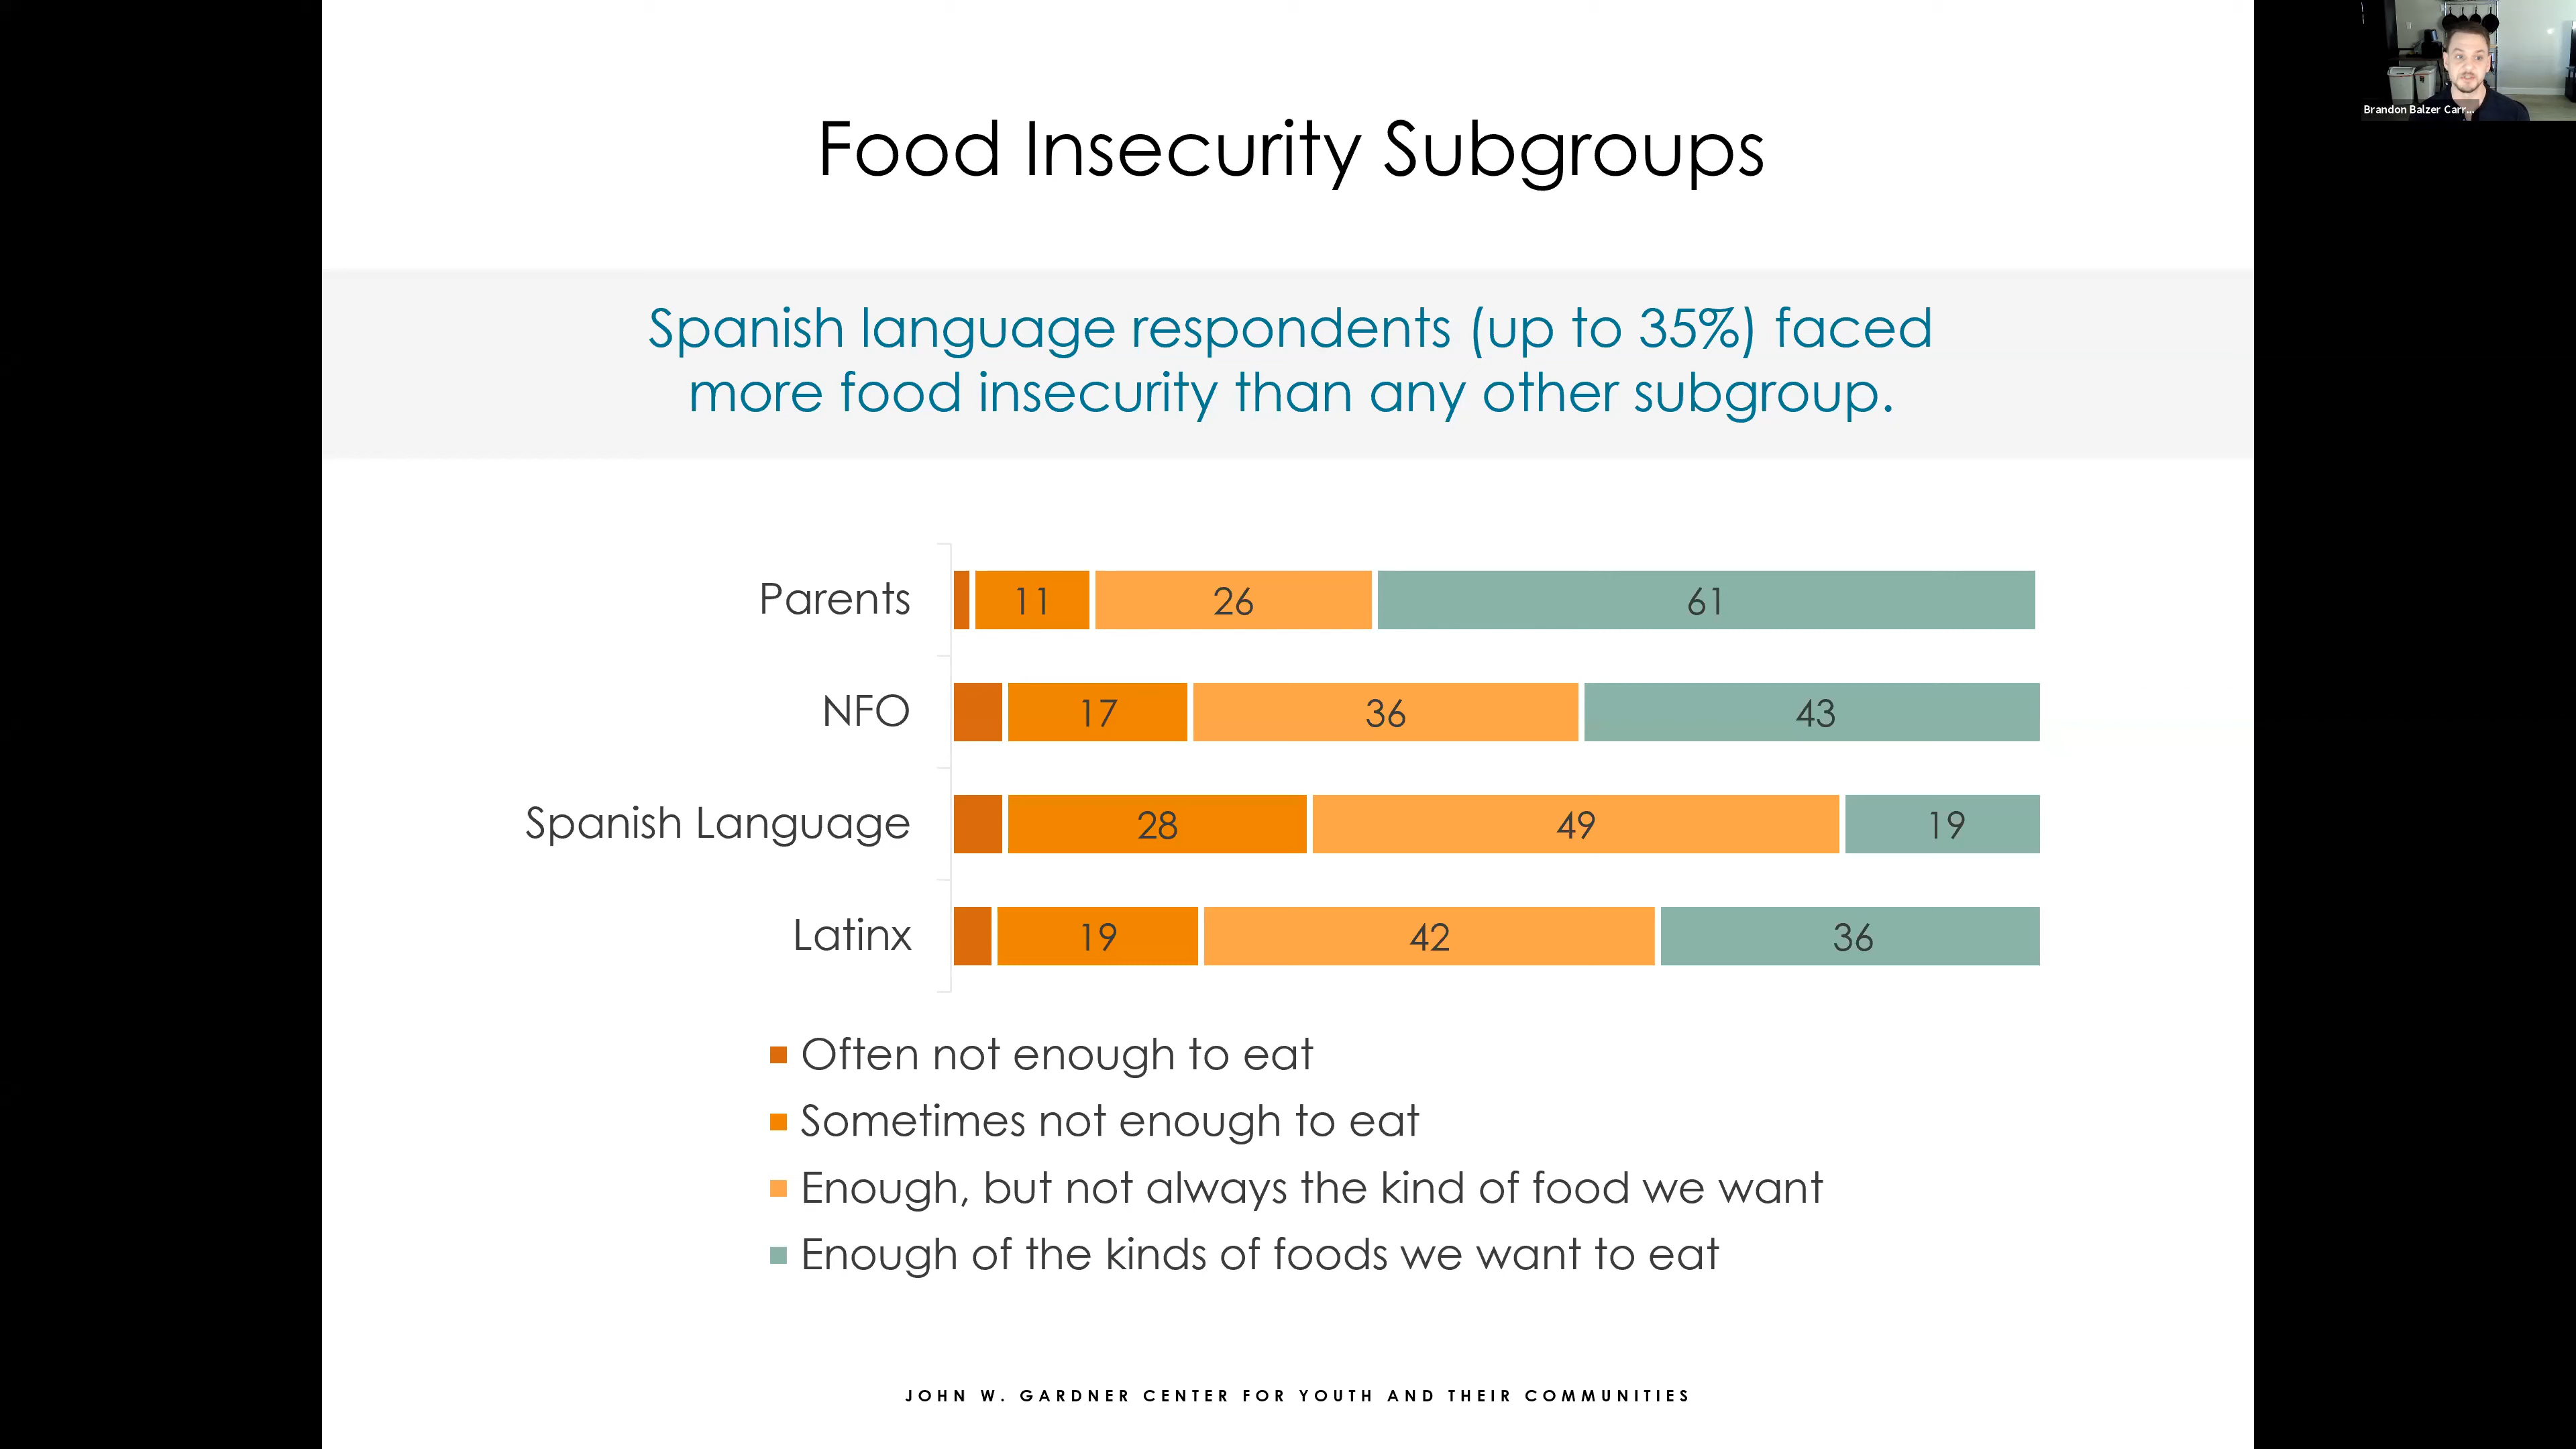 Food Insecurity Subgroups
Brandon Balzer Carr...
Spanish language respondents (up to 35%) faced
more food insecurity than any other subgroup.
Parents 11 26 61
NFO 17 36 43
Spanish Language 28 49 19
Latinx 19 42 36
Often not enough to eat
Sometimes not enough to eat
Enough, but not always the kind of food we want
Enough of the kinds of foods we want to eat
JOHN W. GARDNER CENTER FOR YOUTH AND THEIR COMMUNITIES